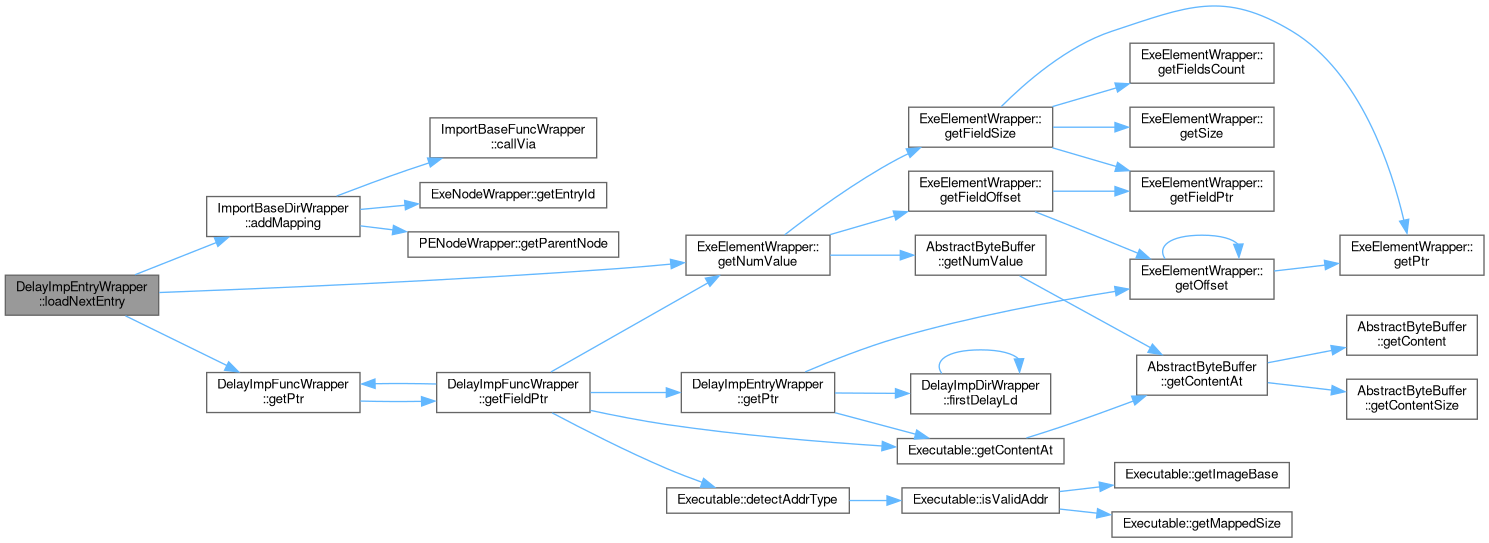 DelayImpEntryWrapper
::loadNextEntry
ImportBaseDirWrapper
::addMapping
ImportBaseFuncWrapper
::callVia
ExeNodeWrapper::getEntryId
PENodeWrapper::getParentNode
ExeElementWrapper::
getNumValue
ExeElementWrapper::
getFieldSize
ExeElementWrapper::
getFieldsCount
ExeElementWrapper::
getSize
ExeElementWrapper::
getFieldPtr
ExeElementWrapper::
getPtr
ExeElementWrapper::
getFieldOffset
ExeElementWrapper::
getOffset
AbstractByteBuffer
::getNumValue
AbstractByteBuffer
::getContentAt
AbstractByteBuffer
::getContent
AbstractByteBuffer
::getContentSize
DelayImpFuncWrapper
::getPtr
DelayImpFuncWrapper
::getFieldPtr
DelayImpEntryWrapper
::getPtr
DelayImpDirWrapper
::firstDelayLd
Executable::getContentAt
Executable::detectAddrType
Executable::isValidAddr
Executable::getImageBase
Executable::getMappedSize